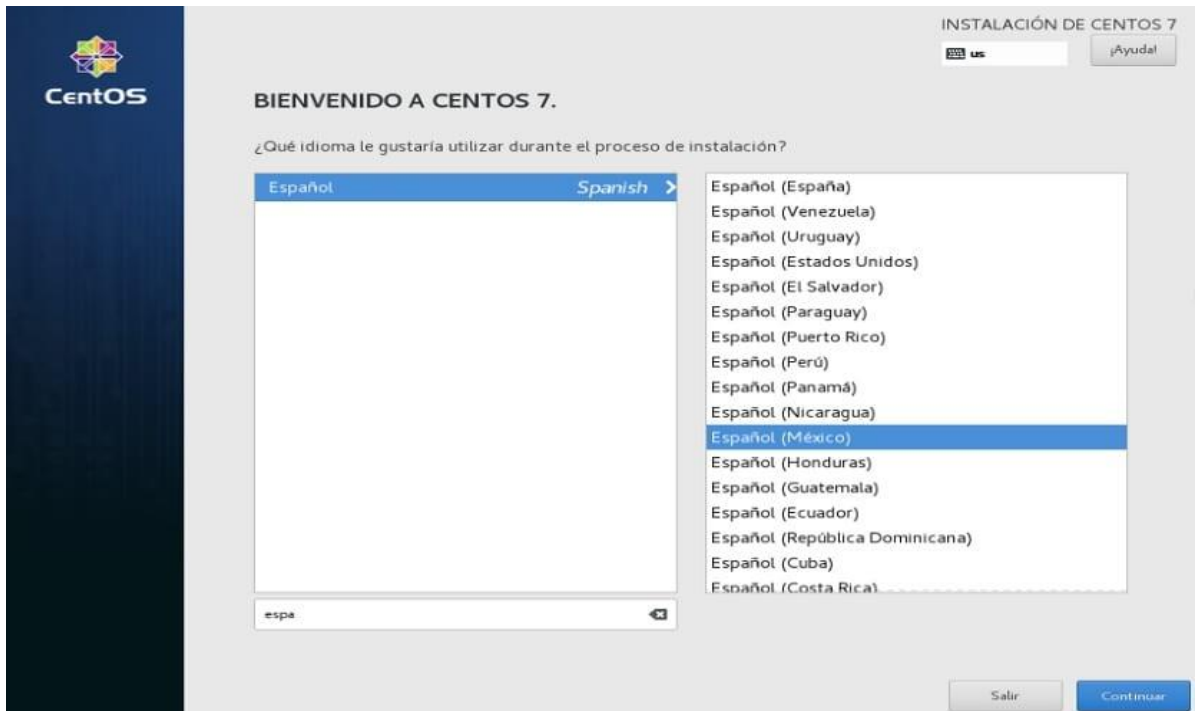 INSTALACIÓN DE CENTOS 7
us
¡Ayuda!
CentOS
BIENVENIDO A CENTOS 7.
¿Qué idioma le gustaría utilizar durante el proceso de instalación?
Español Spanish
Español (España)
Español (Venezuela)
Español (Uruguay)
Español (Estados Unidos)
Español (El Salvador)
Español (Paraguay)
Español (Puerto Rico)
Español (Perú)
Español (Panamá)
Español (Nicaragua)
Español (México)
Español (Honduras)
Español (Guatemala)
Español (Ecuador)
Español (República Dominicana)
Español (Cuba)
Español (Costa Rica)
espa
Salir
Continuar